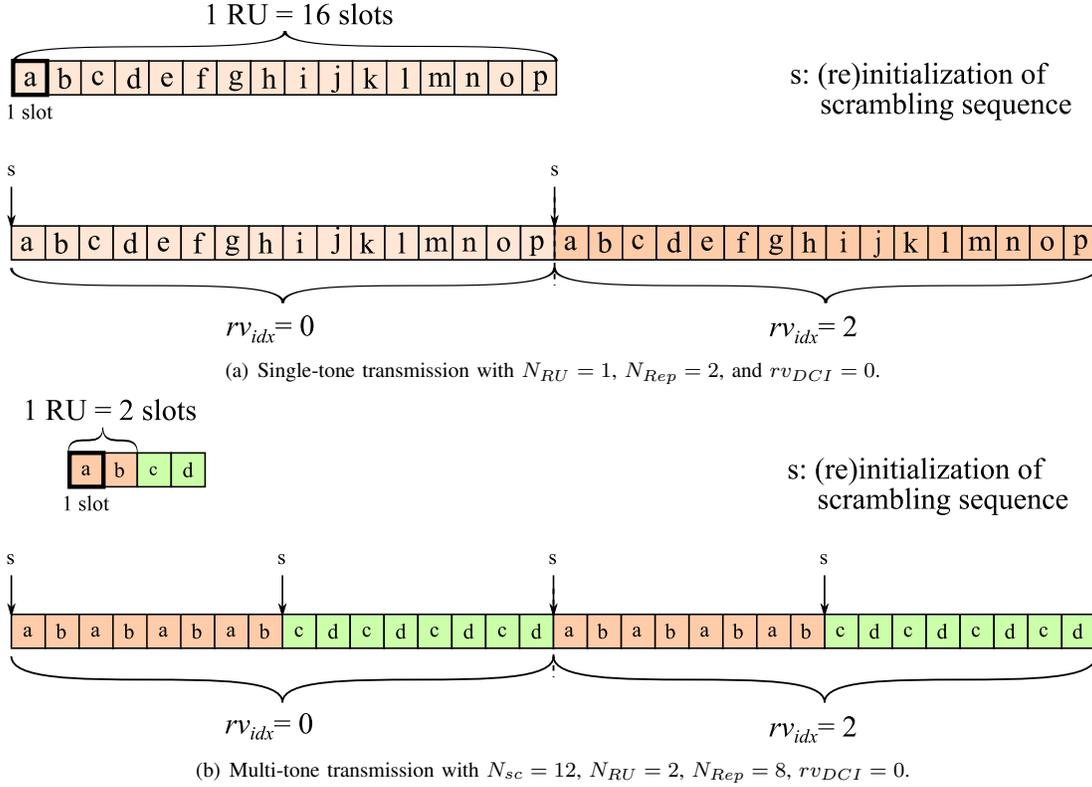 1 RU = 16 slots
a b c d e f g h i j k l m n o p
1 slot
s: (re)initialization of
scrambling sequence
s s
a b c d e f g h i j k l m n o p a b c d e f g h i j k l m n o p
rv_idx= 0 rv_idx= 2
(a) Single-tone transmission with N_RU = 1, N_Rep = 2, and rv_DCI = 0.
1 RU = 2 slots
a b c d
1 slot
s: (re)initialization of
scrambling sequence
s s s s
a b a b a b a b c d c d c d c d a b a b a b a b c d c d c d c d
rv_idx= 0 rv_idx= 2
(b) Multi-tone transmission with N_sc = 12, N_RU = 2, N_Rep = 8, rv_DCI = 0.